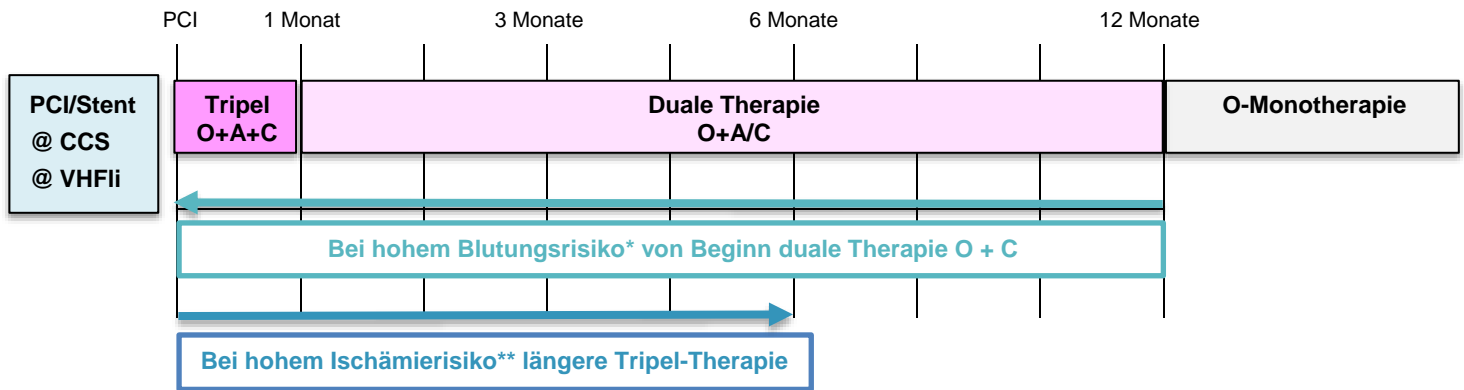 PCI 1 Monat 3 Monate 6 Monate 12 Monate
PCI/Stent
@ CCS
@ VHFli
Tripel
O+A+C
Duale Therapie
O+A/C
O-Monotherapie
Bei hohem Blutungsrisiko* von Beginn duale Therapie O + C
Bei hohem Ischämierisiko** längere Tripel-Therapie